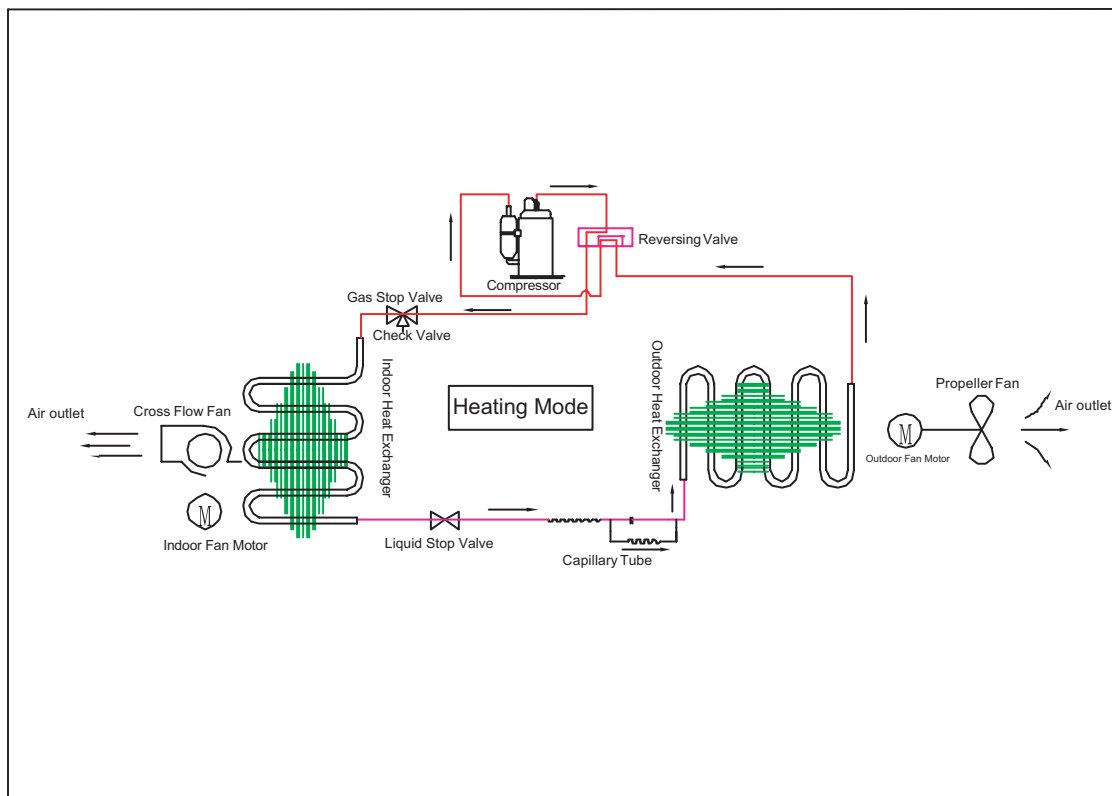 Reversing Valve
Compressor
Gas Stop Valve
Check Valve
Indoor Heat Exchanger
Outdoor Heat Exchanger
Heating Mode
Propeller Fan
Air outlet
Cross Flow Fan
Air outlet
M
Outdoor Fan Motor
M
Indoor Fan Motor
Liquid Stop Valve
Capillary Tube